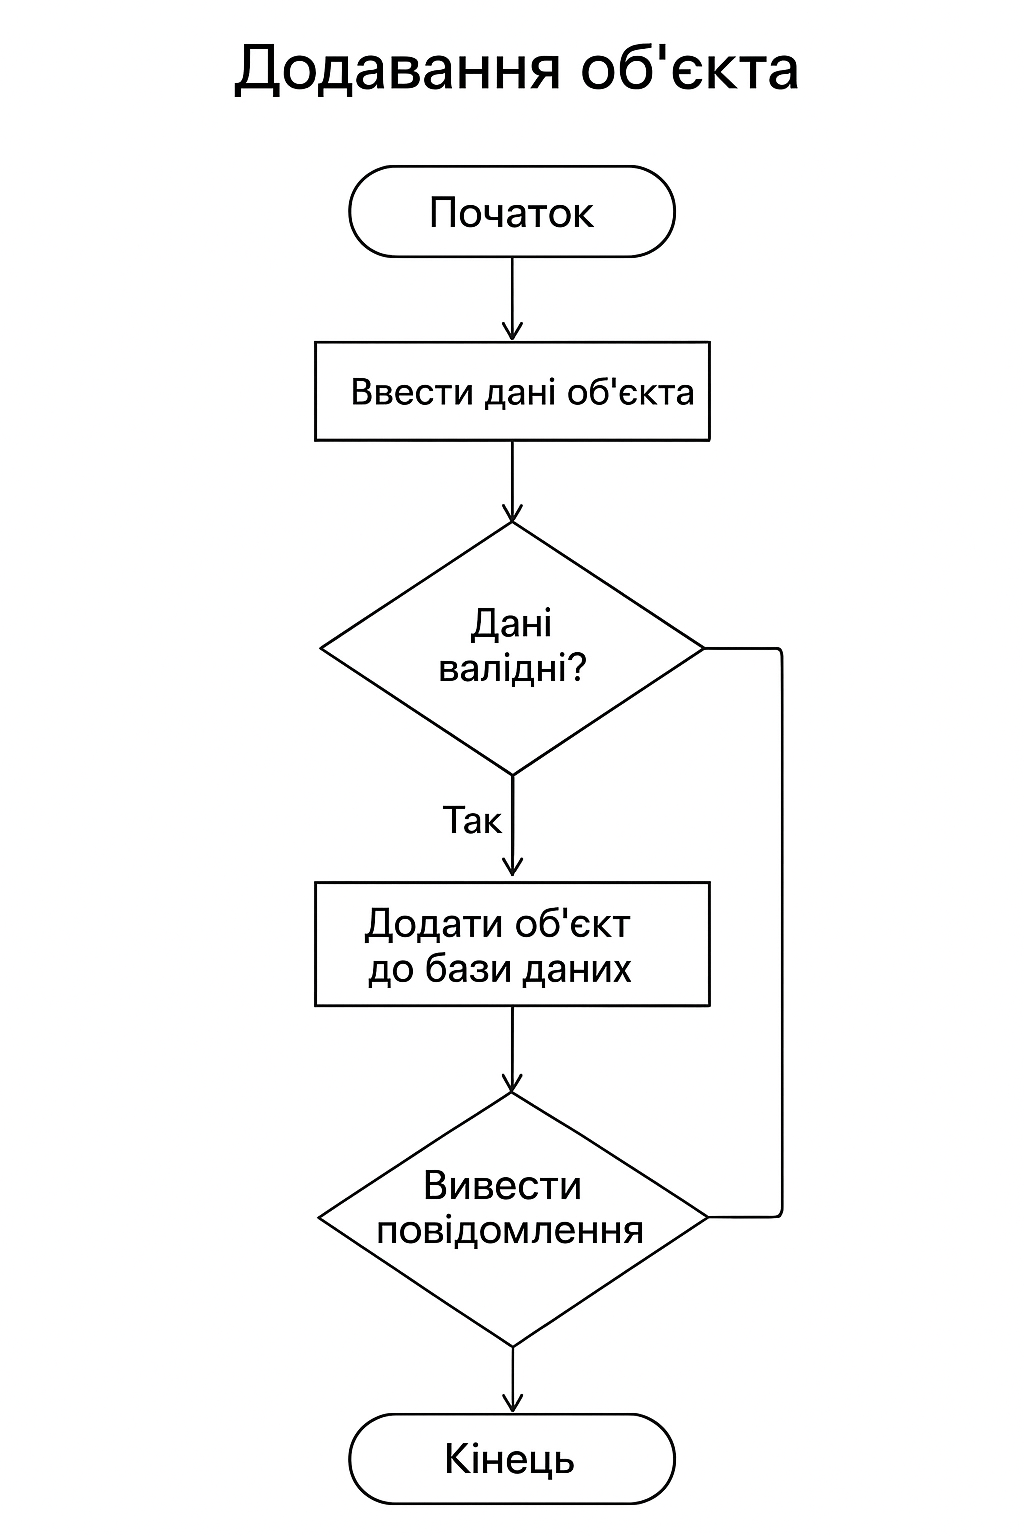 Додавання об'єкта
Початок
Ввести дані об'єкта
Дані
валідні?
Так
Додати об'єкт
до бази даних
Вивести
повідомлення
Кінець